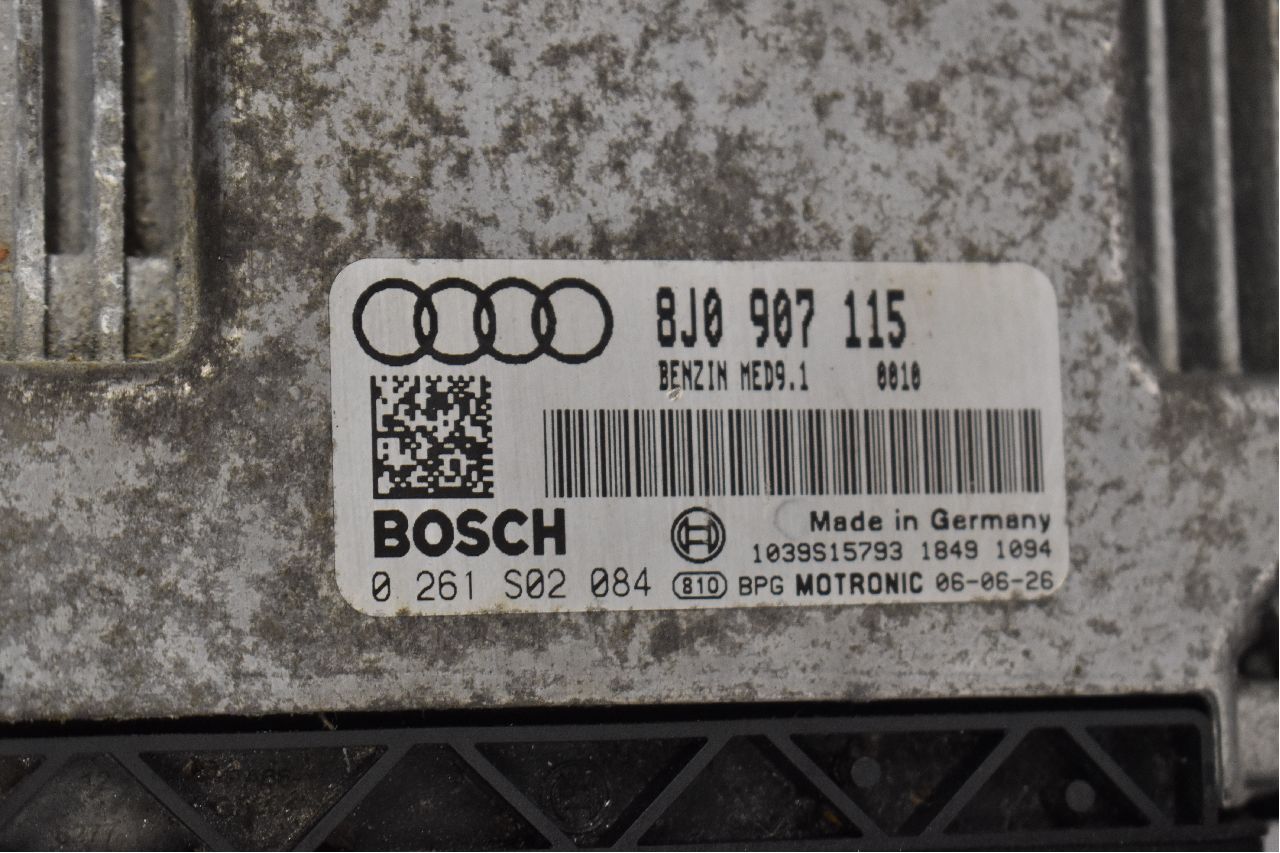 8J0 907 115
BENZIN MED9.1 0010
BOSCH
Made in Germany
1039S15793 1849 1094
0 261 S02 084 810 BPG MOTRONIC 06-06-26